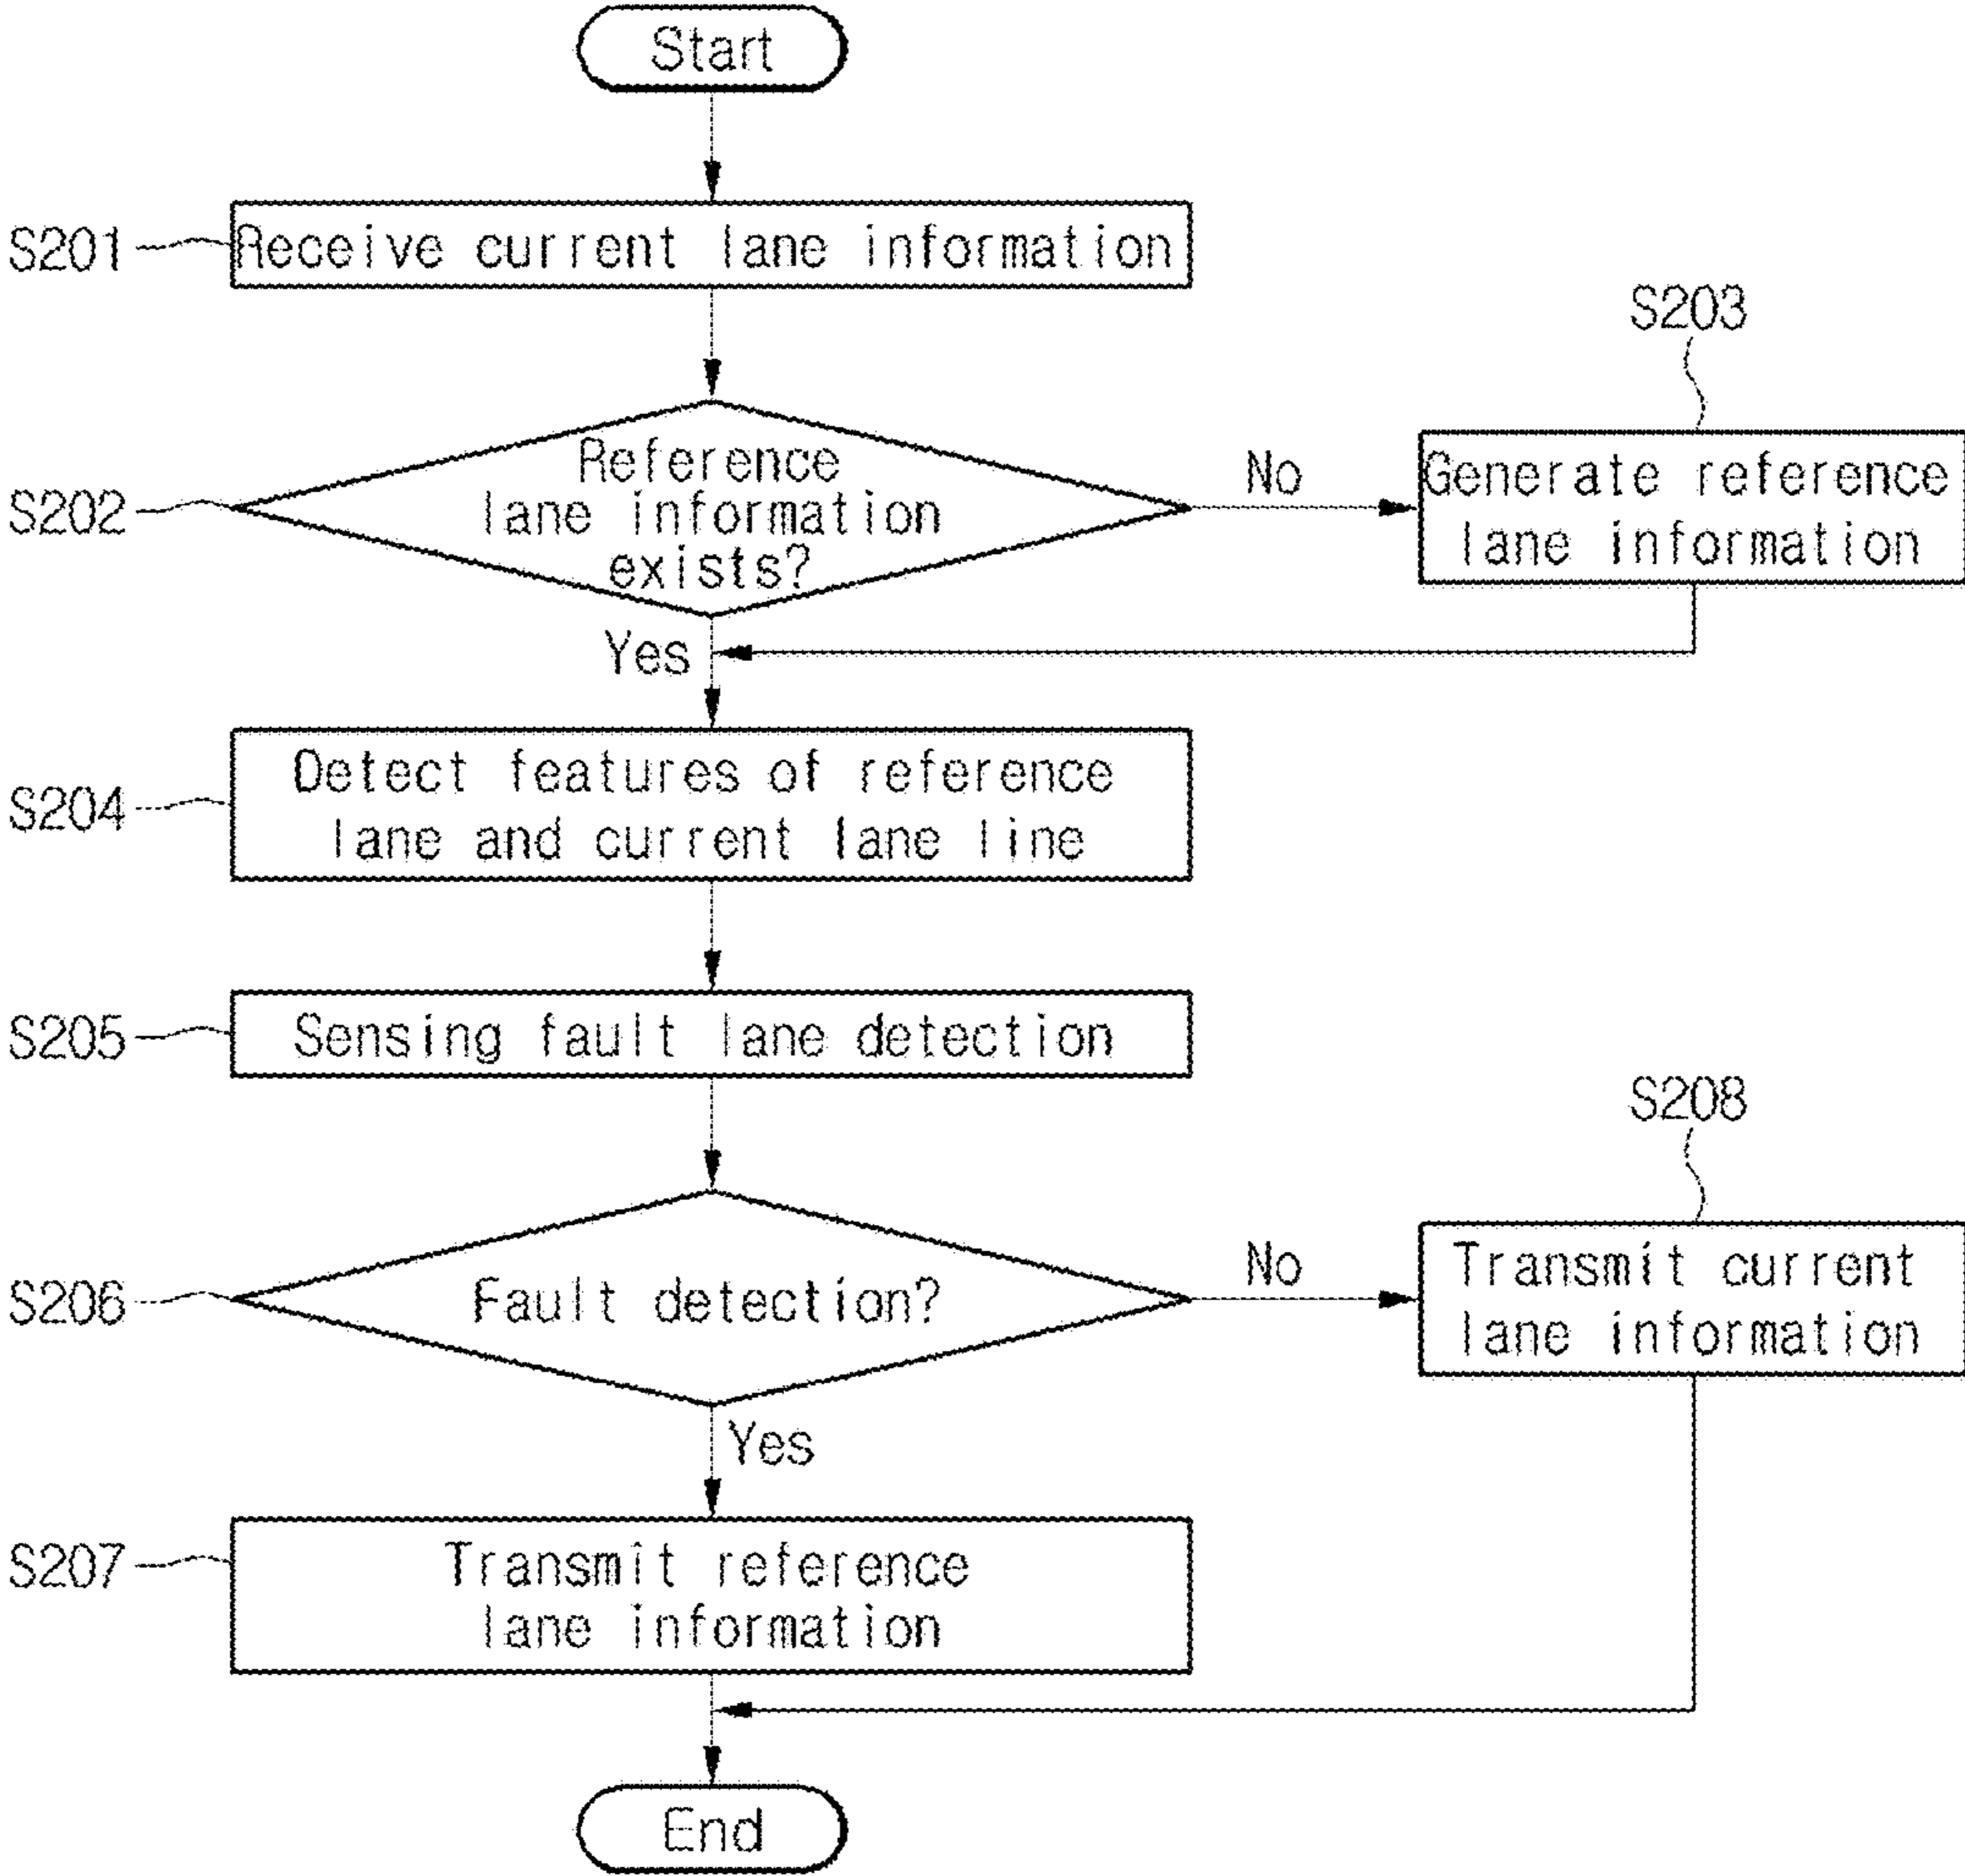 Start
S201
Receive current lane information
S203
S202
Reference
lane information
exists?
No
Generate reference
lane information
Yes
S204
Detect features of reference
lane and current lane line
S205
Sensing fault lane detection
S208
S206
Fault detection?
No
Transmit current
lane information
Yes
S207
Transmit reference
lane information
End